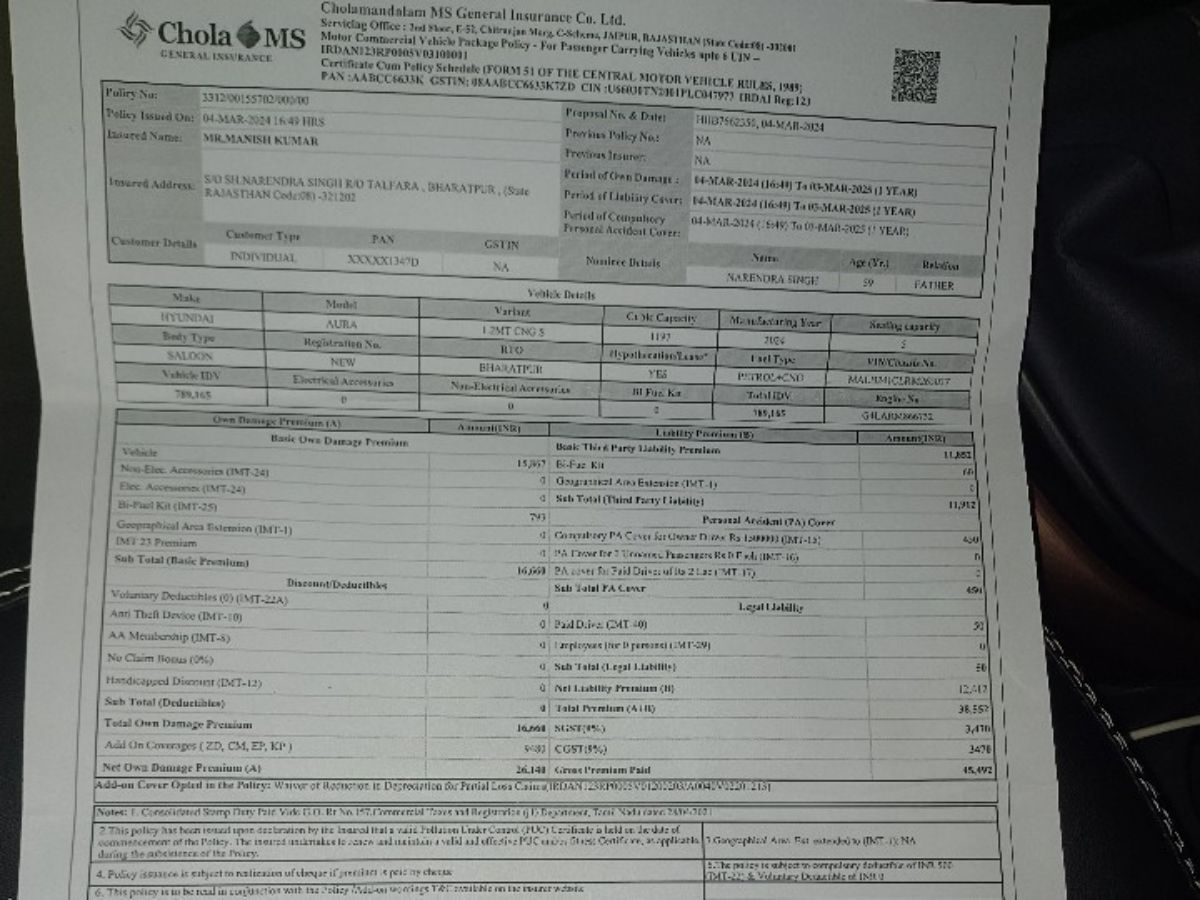 Chola MS
GENERAL INSURANCE
Cholamandalam MS General Insurance Co. Ltd.
Servicing Office : 2nd Floor, E-52, Chitranjan Marg, C-Scheme, JAIPUR, RAJASTHAN (State Code:08) -302001
Motor Commercial Vehicle Package Policy - For Passenger Carrying Vehicles upto 6 UIN –
IRDAN123RP0005V03100001
Certificate Cum Policy Schedule (FORM 51 OF THE CENTRAL MOTOR VEHICLE RULES, 1989)
PAN :AABCC6633K GSTIN: 08AABCC6633K7ZD CIN :U66030TN2001PLC047977 IRDAI Reg:123
Policy No: 3312/00155702/000/00
Policy Issued On: 04-MAR-2024 16:49 HRS
Insured Name: MR.MANISH KUMAR
Insured Address: S/O SH.NARENDRA SINGH R/O TALFARA , BHARATPUR , (State
RAJASTHAN Code:08) -321202
Proposal No. & Date: 04-MAR-2024
Previous Policy No.: NA
Previous Insurer: NA
Period of Own Damage : 04-MAR-2024 (16:49) To 03-MAR-2025 (1 YEAR)
Period of Liability Cover: 04-MAR-2024 (16:49) To 03-MAR-2025 (1 YEAR)
Period of Compulsory
Personal Accident Cover: 04-MAR-2024 (16:49) To 03-MAR-2025 (1 YEAR)
Customer Details Customer Type PAN GSTIN
INDIVIDUAL XXXXX1347D NA
Nominee Details Name Age (Yr.) Relation
NARENDRA SINGH 59 FATHER
Vehicle Details
Make Model Variant Cubic Capacity Manufacturing Year Seating capacity
HYUNDAI AURA 1.2MT CNG S 1197 2024 5
Body Type Registration No. RTO Hypothecation/Lease* Fuel Type VIN/Chassis No.
SALOON NEW BHARATPUR YES PETROL+CNG
Vehicle IDV Electrical Accessories Non-Electrical Accessories Bi Fuel Kit Total IDV Engine No
789,165 0 0 0 789,165
Own Damage Premium (A) Amount(INR) Liability Premium (B) Amount(INR)
Basic Own Damage Premium Basic Third Party Liability Premium 11,852
Vehicle 15,867 Bi-Fuel Kit 60
Non-Elec. Accessories (IMT-24) 0 Geographical Area Extension (IMT-1) 0
Elec. Accessories (IMT-24) 0 Sub Total (Third Party Liability) 11,912
Bi-Fuel Kit (IMT-25) 793 Personal Accident (PA) Cover
Geographical Area Extension (IMT-1) 0 Compulsory PA Cover for Owner Driver Rs 1500000 (IMT-15) 450
IMT 23 Premium 0 PA Cover for 2 Unnamed Passengers Rs 0 Each (IMT-16) 0
Sub Total (Basic Premium) 16,660 PA cover for Paid Driver of Rs 2 Lac (IMT-17) 0
Discount/Deductibles Sub Total PA Cover 450
Voluntary Deductibles (0) (IMT-22A) 0 Legal Liability
Anti Theft Device (IMT-10) 0 Paid Driver (IMT-40) 50
AA Membership (IMT-8) 0 Employees (for 0 persons) (IMT-29) 0
No Claim Bonus (0%) 0 Sub Total (Legal Liability) 50
Handicapped Discount (IMT-12) 0 Net Liability Premium (B) 12,412
Sub Total (Deductibles) 0 Total Premium (A+B) 38,552
Total Own Damage Premium 16,660 SGST(9%) 3,470
Add On Coverages ( ZD, CM, EP, KP ) 9480 CGST(9%) 3470
Net Own Damage Premium (A) 26,140 Gross Premium Paid 45,492
Add-on Cover Opted in the Policy: Waiver of Reduction in Depreciation for Partial Loss Claims
Notes: 1. Consolidated Stamp Duty Paid Vide G.O. Rt No.157,Commercial Taxes and Registration (j1) Department, Tamil Nadu dated
2.This policy has been issued upon declaration by the Insured that a valid Pollution Under Control (PUC) Certificate is held on the date of
commencement of the Policy. The insured undertakes to renew and maintain a valid and effective PUC and/or fitness Certificate, as applicable,
during the subsistence of the Policy.
3.Geographical Area Ext. extended to (IMT-1): NA
4. Policy issuance is subject to realization of cheque if premium is paid by cheque
5.The policy is subject to compulsory deductible of INR 500
(IMT-22) & Voluntary Deductible of INR 0
6. This policy is to be read in conjunction with the Policy /Add-on wordings T&C available on the insurer website